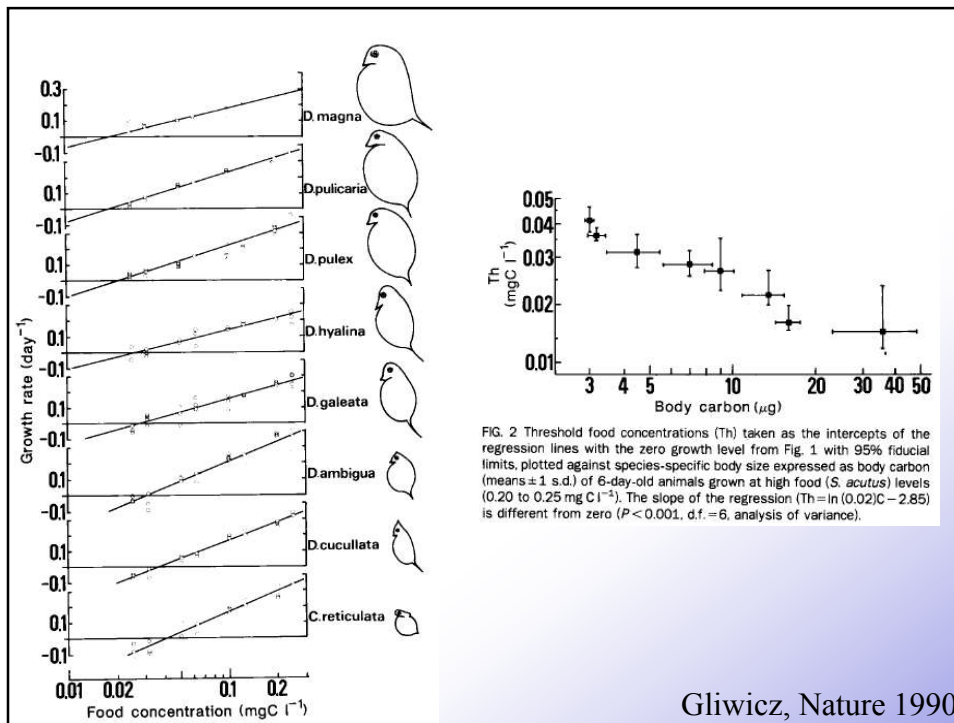 0.3
0.1
-0.1
D. magna
0.1
-0.1
D.pulicaria
0.1
-0.1
D.pulex
0.1
-0.1
D.hyalina
0.1
-0.1
D.galeata
0.1
-0.1
D.ambigua
0.1
-0.1
D.cucullata
0.1
-0.1
C.reticulata
Growth rate (day⁻¹)
0.01 0.02 0.1 0.2
Food concentration (mgC l⁻¹)
0.05
0.04
0.03
0.02
0.01
Th
(mgC l⁻¹)
3 4 5 10 20 30 40 50
Body carbon (μg)
FIG. 2 Threshold food concentrations (Th) taken as the intercepts of the
regression lines with the zero growth level from Fig. 1 with 95% fiducial
limits, plotted against species-specific body size expressed as body carbon
(means ± 1 s.d.) of 6-day-old animals grown at high food (S. acutus) levels
(0.20 to 0.25 mg C l⁻¹). The slope of the regression (Th = ln (0.02)C − 2.85)
is different from zero (P < 0.001, d.f. = 6, analysis of variance).
Gliwicz, Nature 1990